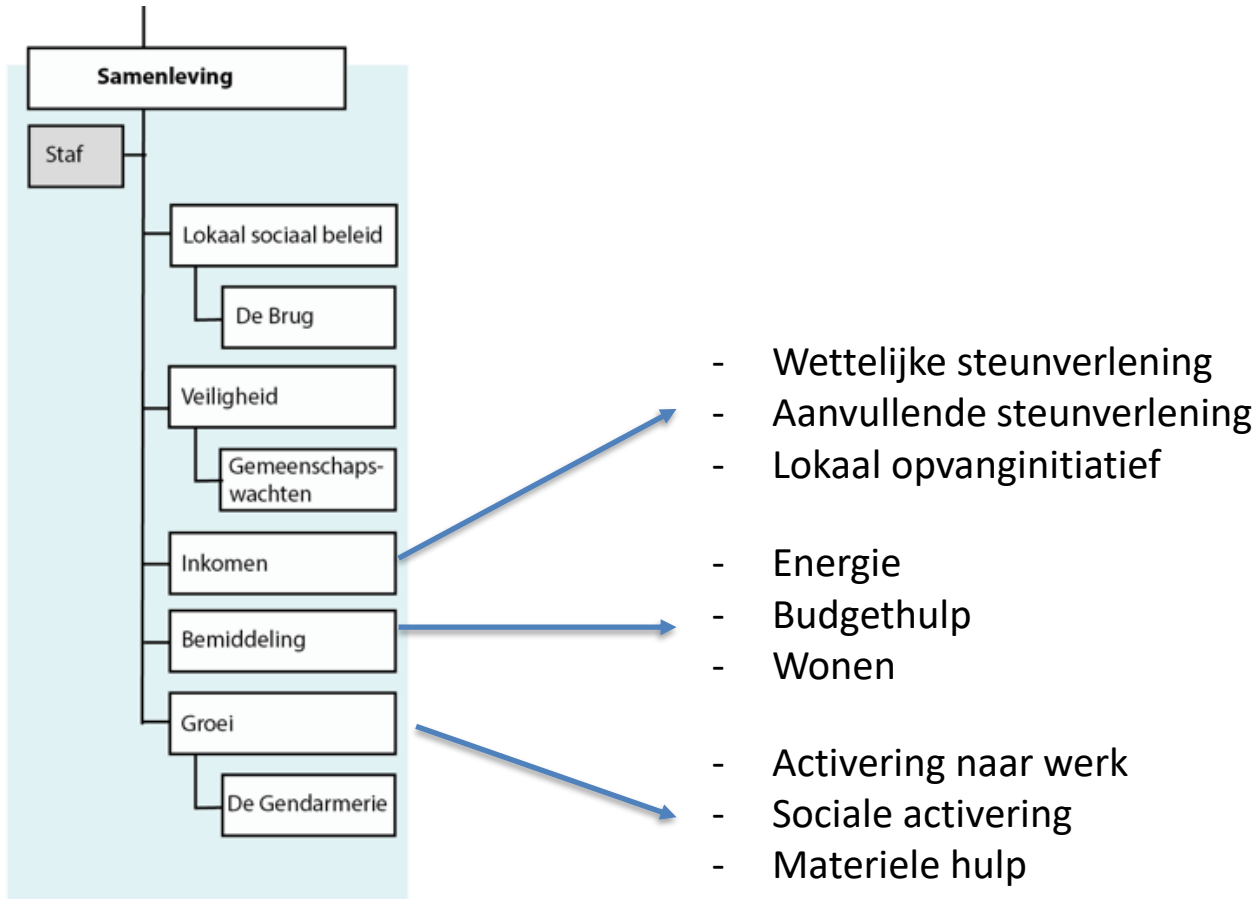 Samenleving
Staf
Lokaal sociaal beleid
De Brug
Veiligheid
Gemeenschaps-
wachten
Inkomen
Bemiddeling
Groei
De Gendarmerie
- Wettelijke steunverlening
- Aanvullende steunverlening
- Lokaal opvanginitiatief
- Energie
- Budgethulp
- Wonen
- Activering naar werk
- Sociale activering
- Materiele hulp